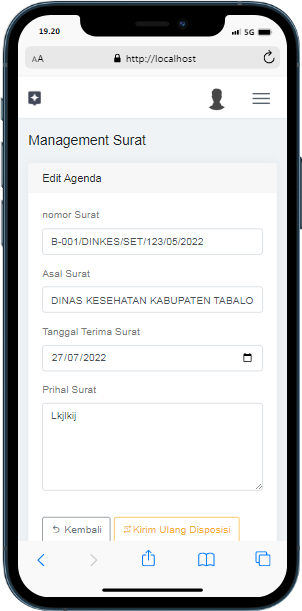 19.20
5G
AA
http://localhost
Management Surat
Edit Agenda
nomor Surat
B-001/DINKES/SET/123/05/2022
Asal Surat
DINAS KESEHATAN KABUPATEN TABALO
Tanggal Terima Surat
27/07/2022
Prihal Surat
Lkjlkij
Kembali
Kirim Ulang Disposisi